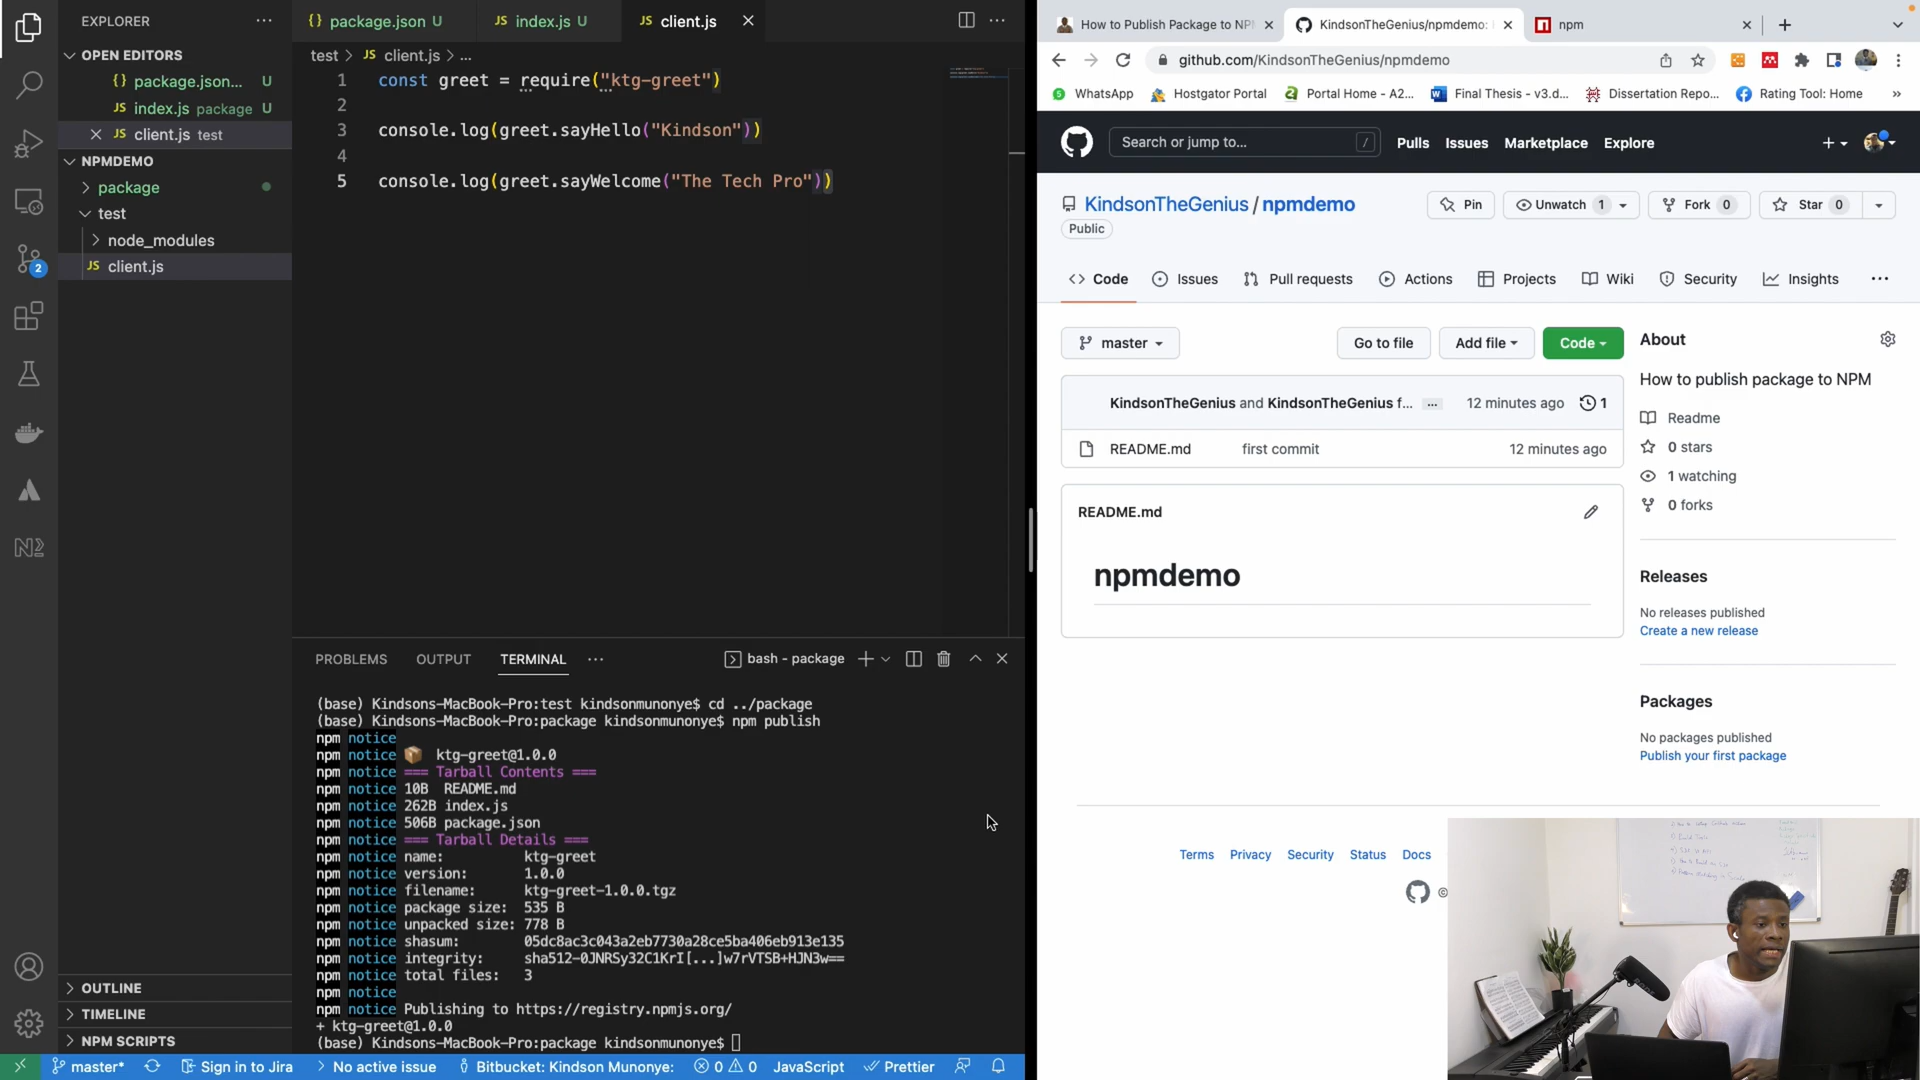 EXPLORER
OPEN EDITORS
package.json... U
index.js package U
client.js test
NPMDEMO
package
test
node_modules
JS client.js
2
OUTLINE
TIMELINE
NPM SCRIPTS
{} package.json U
JS index.js U
JS client.js
test > JS client.js > ...
1 const greet = require("ktg-greet")
2
3 console.log(greet.sayHello("Kindson"))
4
5 console.log(greet.sayWelcome("The Tech Pro"))
PROBLEMS OUTPUT TERMINAL ... bash - package
(base) Kindsons-MacBook-Pro:test kindsonmunonye$ cd ../package
(base) Kindsons-MacBook-Pro:package kindsonmunonye$ npm publish
npm notice
npm notice 📦 ktg-greet@1.0.0
npm notice === Tarball Contents ===
npm notice 10B README.md
npm notice 262B index.js
npm notice 506B package.json
npm notice === Tarball Details ===
npm notice name: ktg-greet
npm notice version: 1.0.0
npm notice filename: ktg-greet-1.0.0.tgz
npm notice package size: 535 B
npm notice unpacked size: 778 B
npm notice shasum: 05dc8ac3c043a2eb7730a28ce5ba406eb913e135
npm notice integrity: sha512-0JNRSy32C1KrI[...]w7rVTSB+HJN3w==
npm notice total files: 3
npm notice
npm notice Publishing to https://registry.npmjs.org/
+ ktg-greet@1.0.0
(base) Kindsons-MacBook-Pro:package kindsonmunonye$
master* Sign in to Jira No active issue Bitbucket: Kindson Munonye: 0 0 JavaScript Prettier
How to Publish Package to NP KindsonTheGenius/npmdemo: npm
github.com/KindsonTheGenius/npmdemo
WhatsApp Hostgator Portal Portal Home - A2... Final Thesis - v3.d... Dissertation Repo... Rating Tool: Home »
Search or jump to... / Pulls Issues Marketplace Explore
KindsonTheGenius / npmdemo Pin Unwatch 1 Fork 0 Star 0
Public
Code Issues Pull requests Actions Projects Wiki Security Insights ...
master Go to file Add file Code
KindsonTheGenius and KindsonTheGenius f... ... 12 minutes ago 1
README.md first commit 12 minutes ago
README.md
npmdemo
About
How to publish package to NPM
Readme
0 stars
1 watching
0 forks
Releases
No releases published
Create a new release
Packages
No packages published
Publish your first package
Terms Privacy Security Status Docs
©